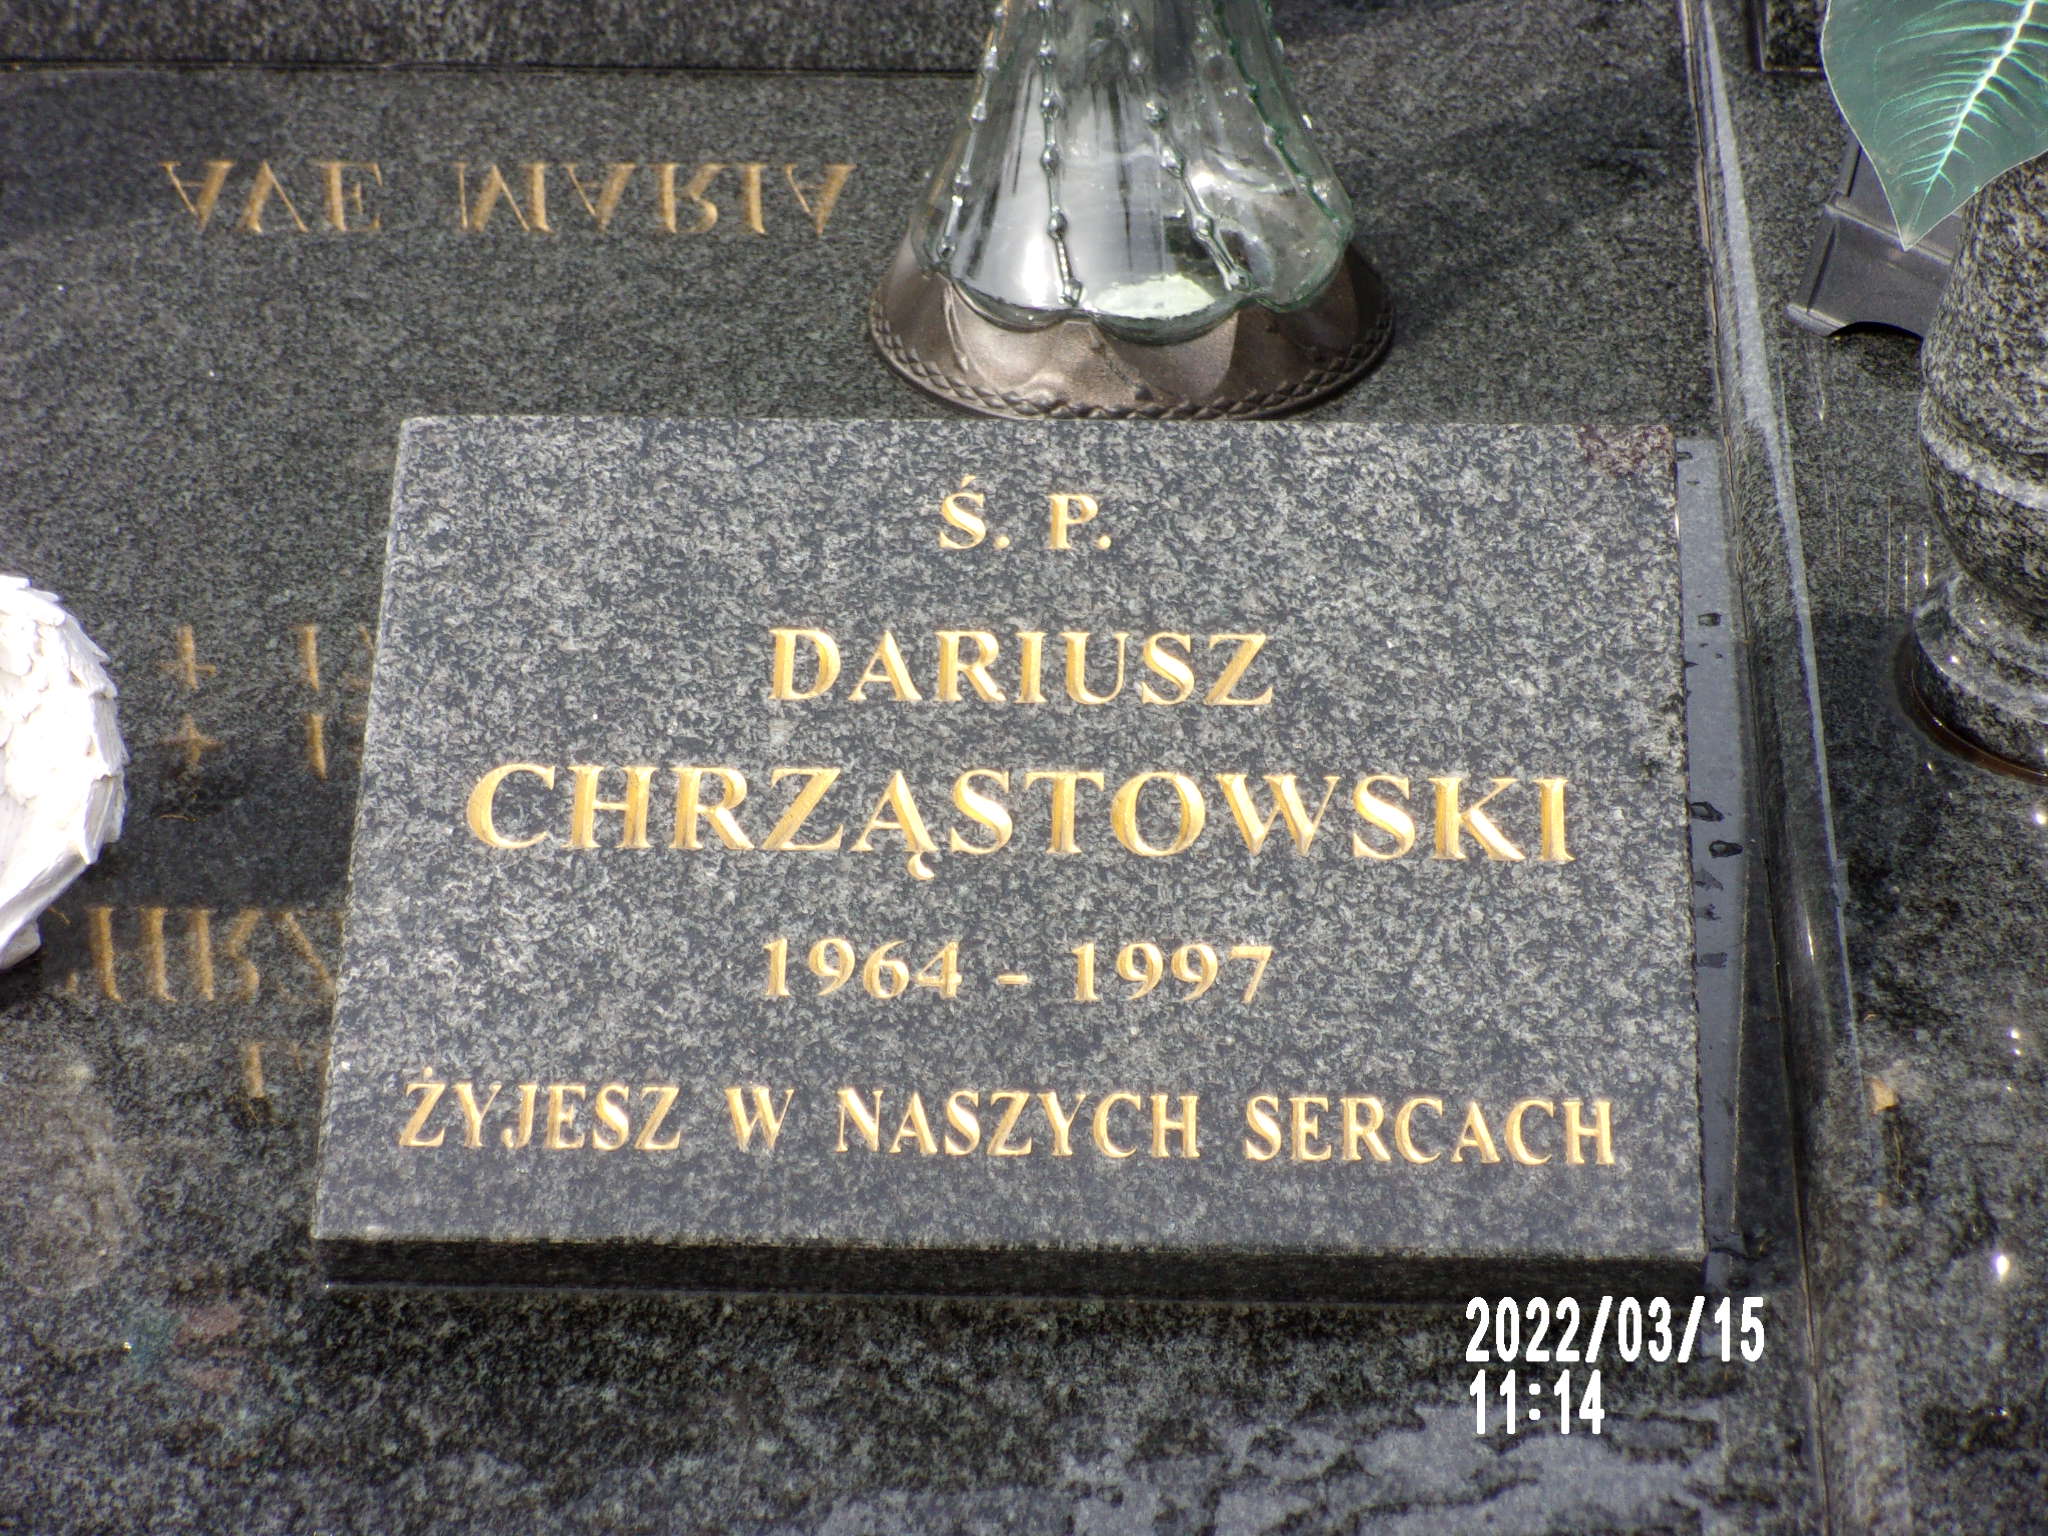 AVE MARIA
Ś. P.
DARIUSZ
CHRZĄSTOWSKI
1964 - 1997
ŻYJESZ W NASZYCH SERCACH
2022/03/15
11:14